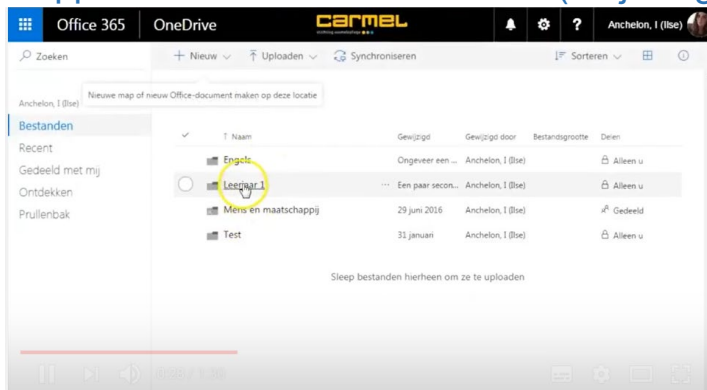 Office 365 OneDrive carmel ? Anchelon, I (Ilse)
Zoeken + Nieuw Uploaden Synchroniseren Sorteren
Nieuwe map of nieuw Office-document maken op deze locatie
Anchelon, I (Ilse)
Bestanden
Recent
Gedeeld met mij
Ontdekken
Prullenbak
Naam Gewijzigd Gewijzigd door Bestandsgrootte Delen
Engels Ongeveer een ... Anchelon, I (Ilse) Alleen u
Leerjaar 1 ... Een paar secon... Anchelon, I (Ilse) Alleen u
Mens en maatschappij 29 juni 2016 Anchelon, I (Ilse) Gedeeld
Test 31 januari Anchelon, I (Ilse) Alleen u
Sleep bestanden hierheen om ze te uploaden